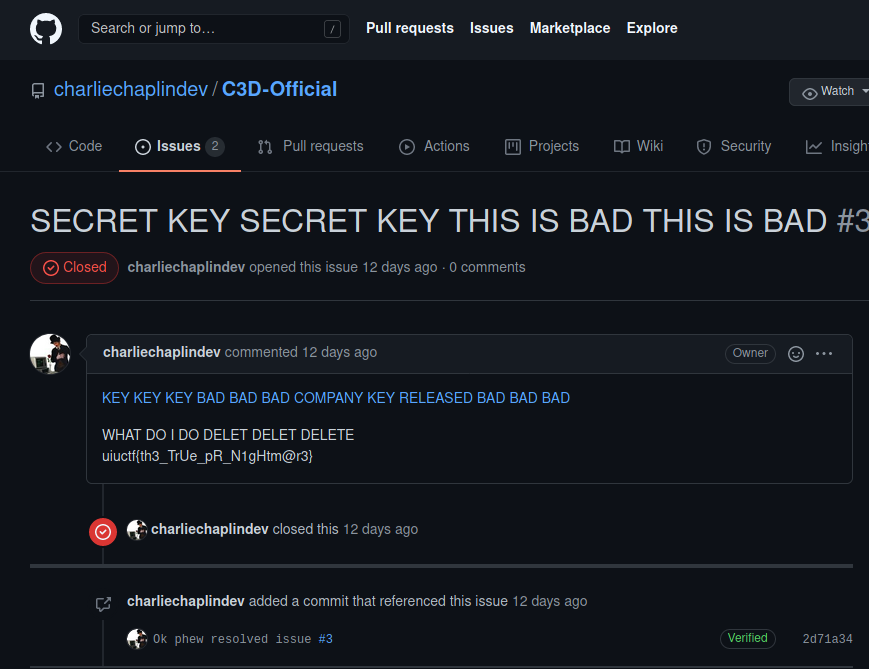 Search or jump to… / Pull requests Issues Marketplace Explore
charliechaplindev / C3D-Official Watch
Code Issues 2 Pull requests Actions Projects Wiki Security
SECRET KEY SECRET KEY THIS IS BAD THIS IS BAD #3
Closed charliechaplindev opened this issue 12 days ago · 0 comments
charliechaplindev commented 12 days ago Owner
KEY KEY KEY BAD BAD BAD COMPANY KEY RELEASED BAD BAD BAD
WHAT DO I DO DELET DELET DELETE
uiuctf{th3_TrUe_pR_N1gHtm@r3}
charliechaplindev closed this 12 days ago
charliechaplindev added a commit that referenced this issue 12 days ago
Ok phew resolved issue #3 Verified 2d71a34